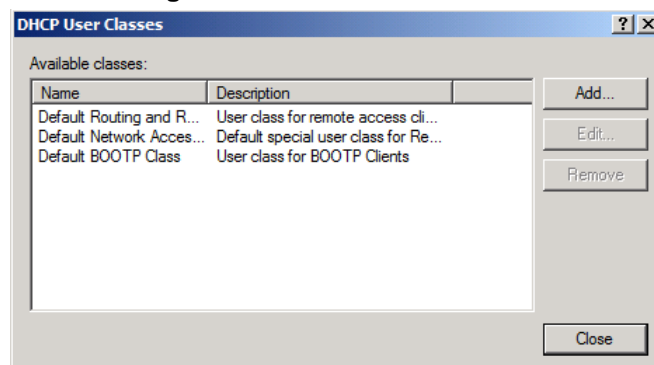 DHCP User Classes
Available classes:
Name Description
Default Routing and R... User class for remote access cli...
Default Network Acces... Default special user class for Re...
Default BOOTP Class User class for BOOTP Clients
Add...
Edit...
Remove
Close